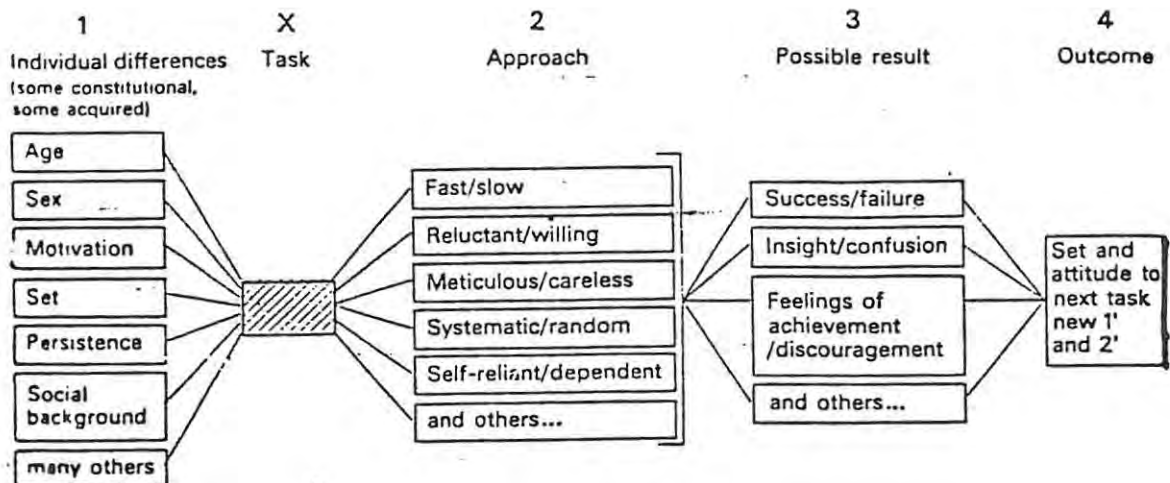 1
X
2
3
4
Individual differences
(some constitutional,
some acquired)
Task
Approach
Possible result
Outcome
Age
Sex
Motivation
Set
Persistence
Social
background
many others
Fast/slow
Reluctant/willing
Meticulous/careless
Systematic/random
Self-reliant/dependent
and others...
Success/failure
Insight/confusion
Feelings of
achievement
/discouragement
and others...
Set and
attitude to
next task
new 1'
and 2'